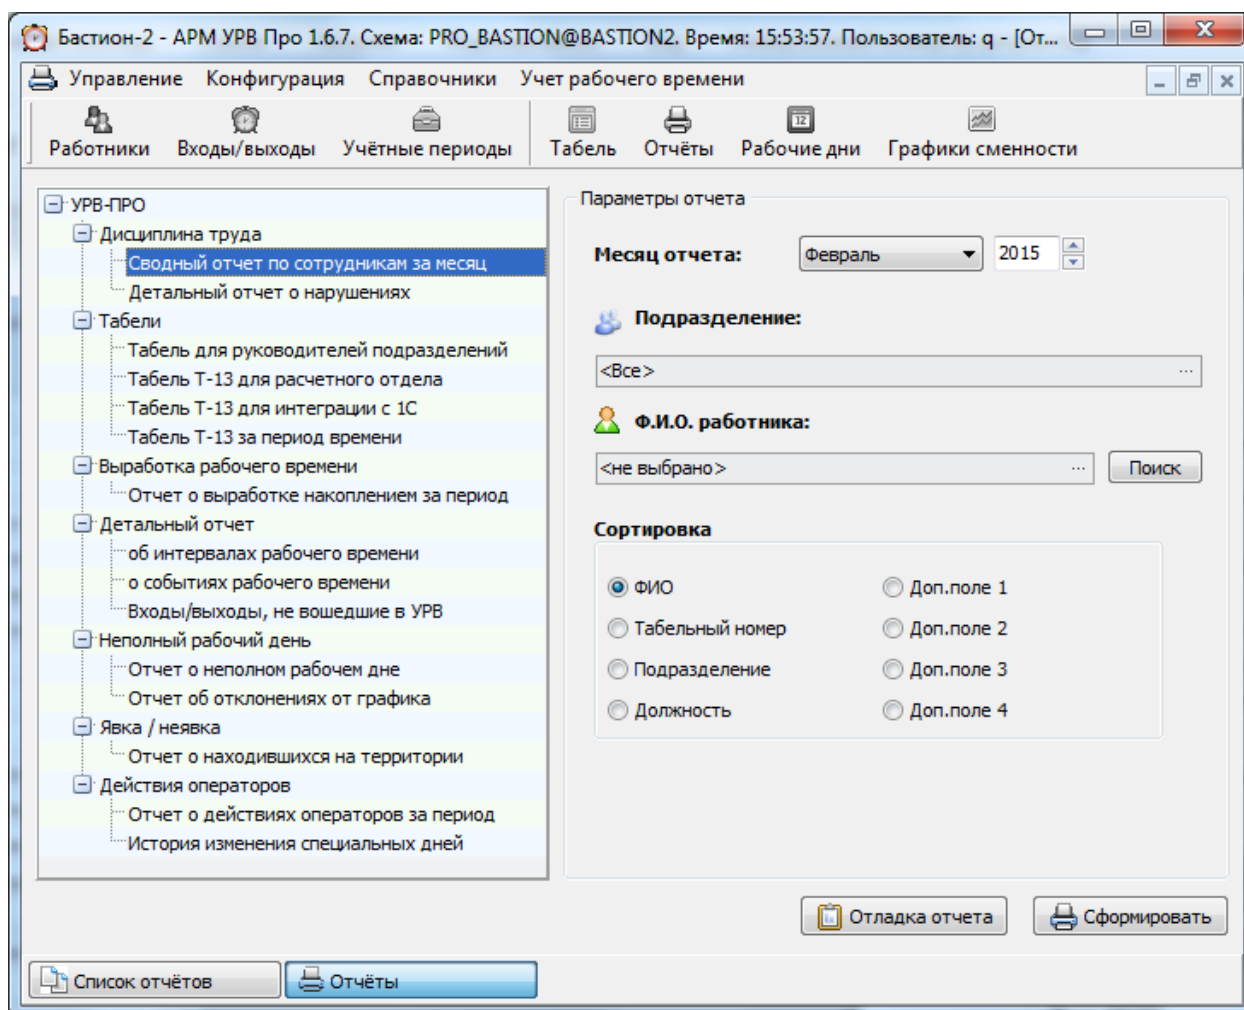 Бастион-2 - АРМ УРВ Про 1.6.7. Схема: PRO_BASTION@BASTION2. Время: 15:53:57. Пользователь: q - [От...
Управление Конфигурация Справочники Учет рабочего времени
Работники Входы/выходы Учётные периоды Табель Отчёты Рабочие дни Графики сменности
УРВ-ПРО
Дисциплина труда
Сводный отчет по сотрудникам за месяц
Детальный отчет о нарушениях
Табели
Табель для руководителей подразделений
Табель Т-13 для расчетного отдела
Табель Т-13 для интеграции с 1С
Табель Т-13 за период времени
Выработка рабочего времени
Отчет о выработке накоплением за период
Детальный отчет
об интервалах рабочего времени
о событиях рабочего времени
Входы/выходы, не вошедшие в УРВ
Неполный рабочий день
Отчет о неполном рабочем дне
Отчет об отклонениях от графика
Явка / неявка
Отчет о находившихся на территории
Действия операторов
Отчет о действиях операторов за период
История изменения специальных дней
Параметры отчета
Месяц отчета: Февраль 2015
Подразделение:
<Все> ...
Ф.И.О. работника:
<не выбрано> ... Поиск
Сортировка
ФИО Доп.поле 1
Табельный номер Доп.поле 2
Подразделение Доп.поле 3
Должность Доп.поле 4
Отладка отчета Сформировать
Список отчётов Отчёты